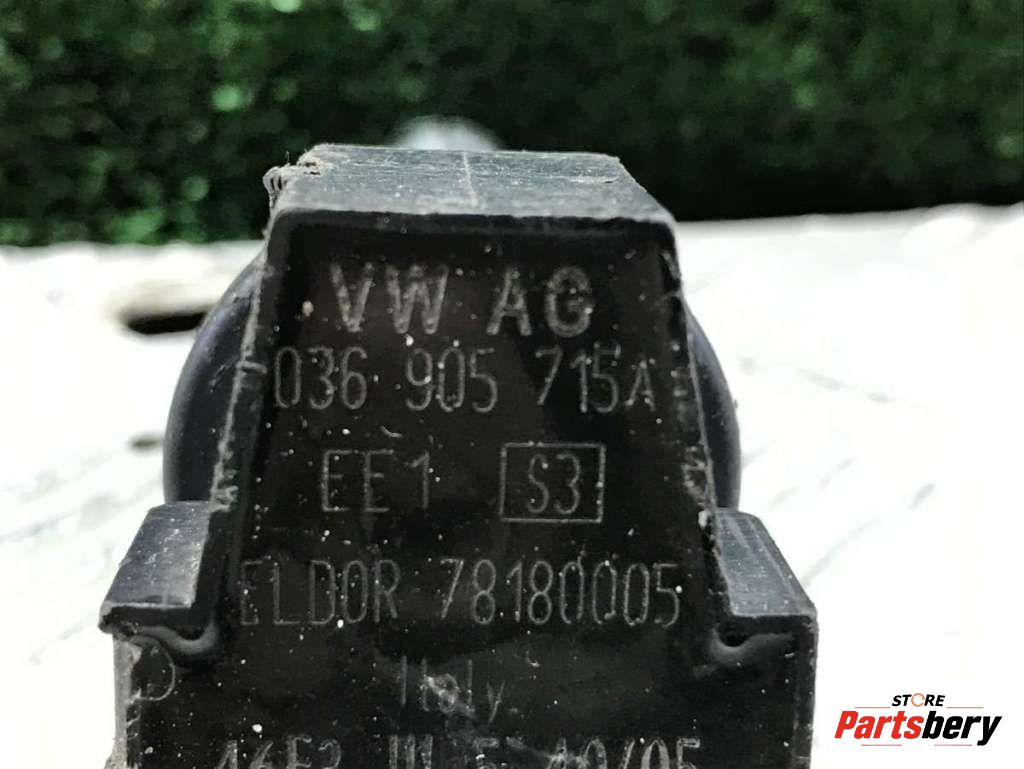 VW AG
036 905 715A
EE1 S3
ELDOR 78180005
Italy
STORE
Partsbery